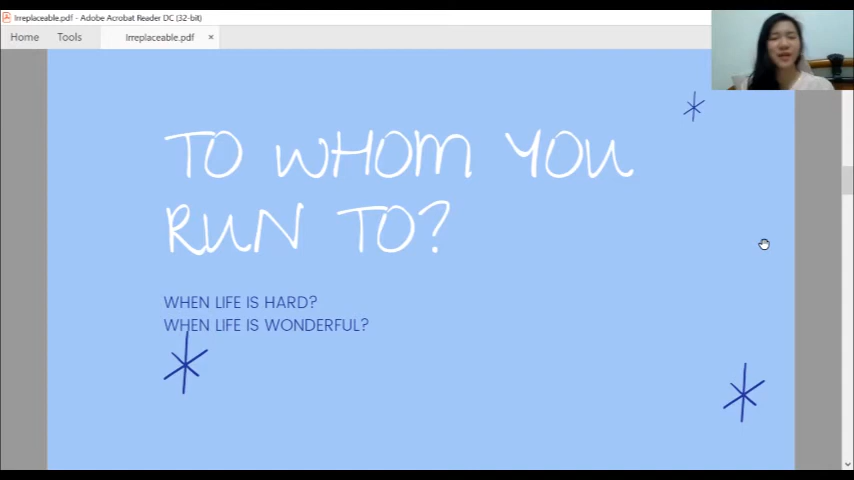 Irreplaceable.pdf - Adobe Acrobat Reader DC (32-bit)
Home Tools Irreplaceable.pdf ×
TO WHOM YOU
RUN TO?
WHEN LIFE IS HARD?
WHEN LIFE IS WONDERFUL?